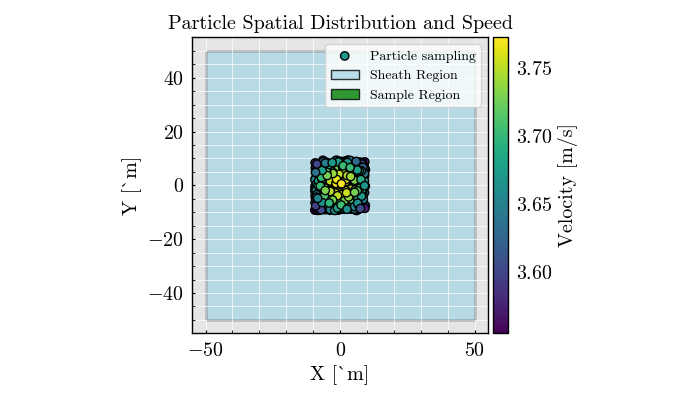 Particle Spatial Distribution and Speed
Particle sampling
Sheath Region
Sample Region
40
20
0
−20
−40
Y [`m]
−50
0
50
X [`m]
3.75
3.70
3.65
3.60
Velocity [m/s]